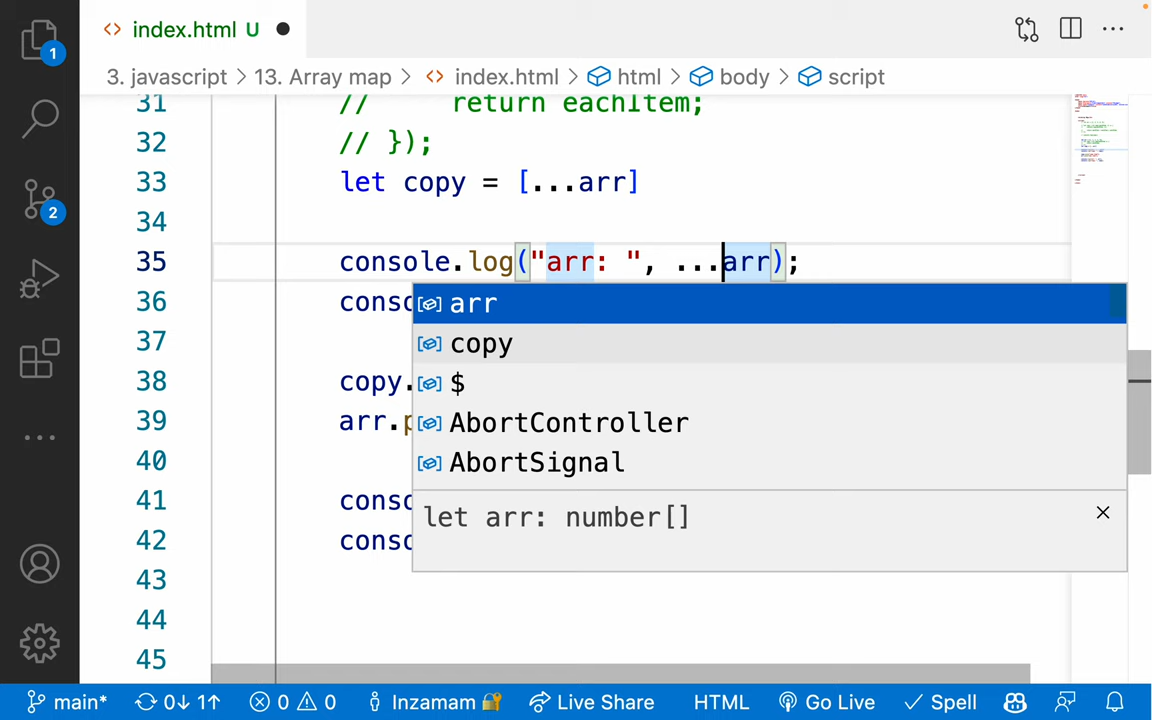 1
index.html U
3. javascript > 13. Array map > index.html > html > body > script
31 // return eachItem;
32 // });
33 let copy = [...arr]
34
35 console.log("arr: ", ...arr);
36 conso
37
38 copy.
39 arr.p
40
41 conso
42 conso
43
44
45
arr
copy
$
AbortController
AbortSignal
let arr: number[]
2
main* 0↓ 1↑ 0 0 Inzamam Live Share HTML Go Live Spell